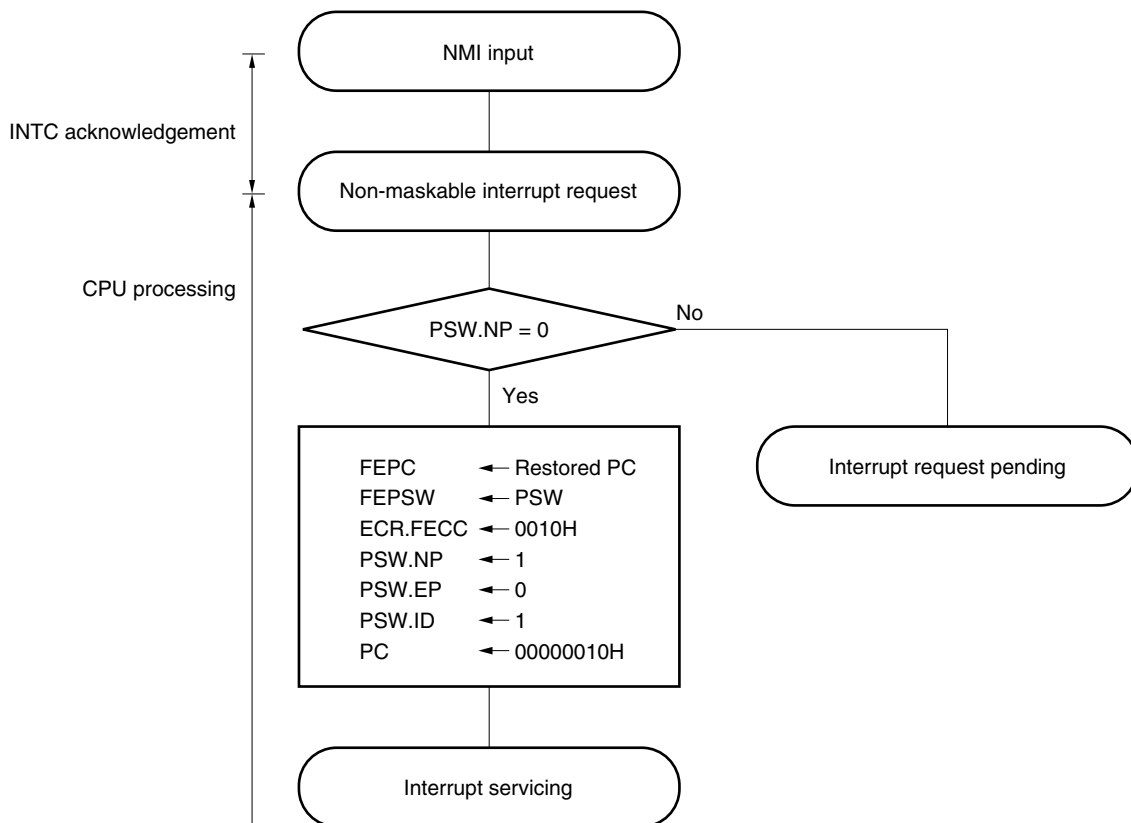 NMI input
INTC acknowledgement
Non-maskable interrupt request
CPU processing
PSW.NP = 0
No
Yes
FEPC ← Restored PC
FEPSW ← PSW
ECR.FECC ← 0010H
PSW.NP ← 1
PSW.EP ← 0
PSW.ID ← 1
PC ← 00000010H
Interrupt request pending
Interrupt servicing